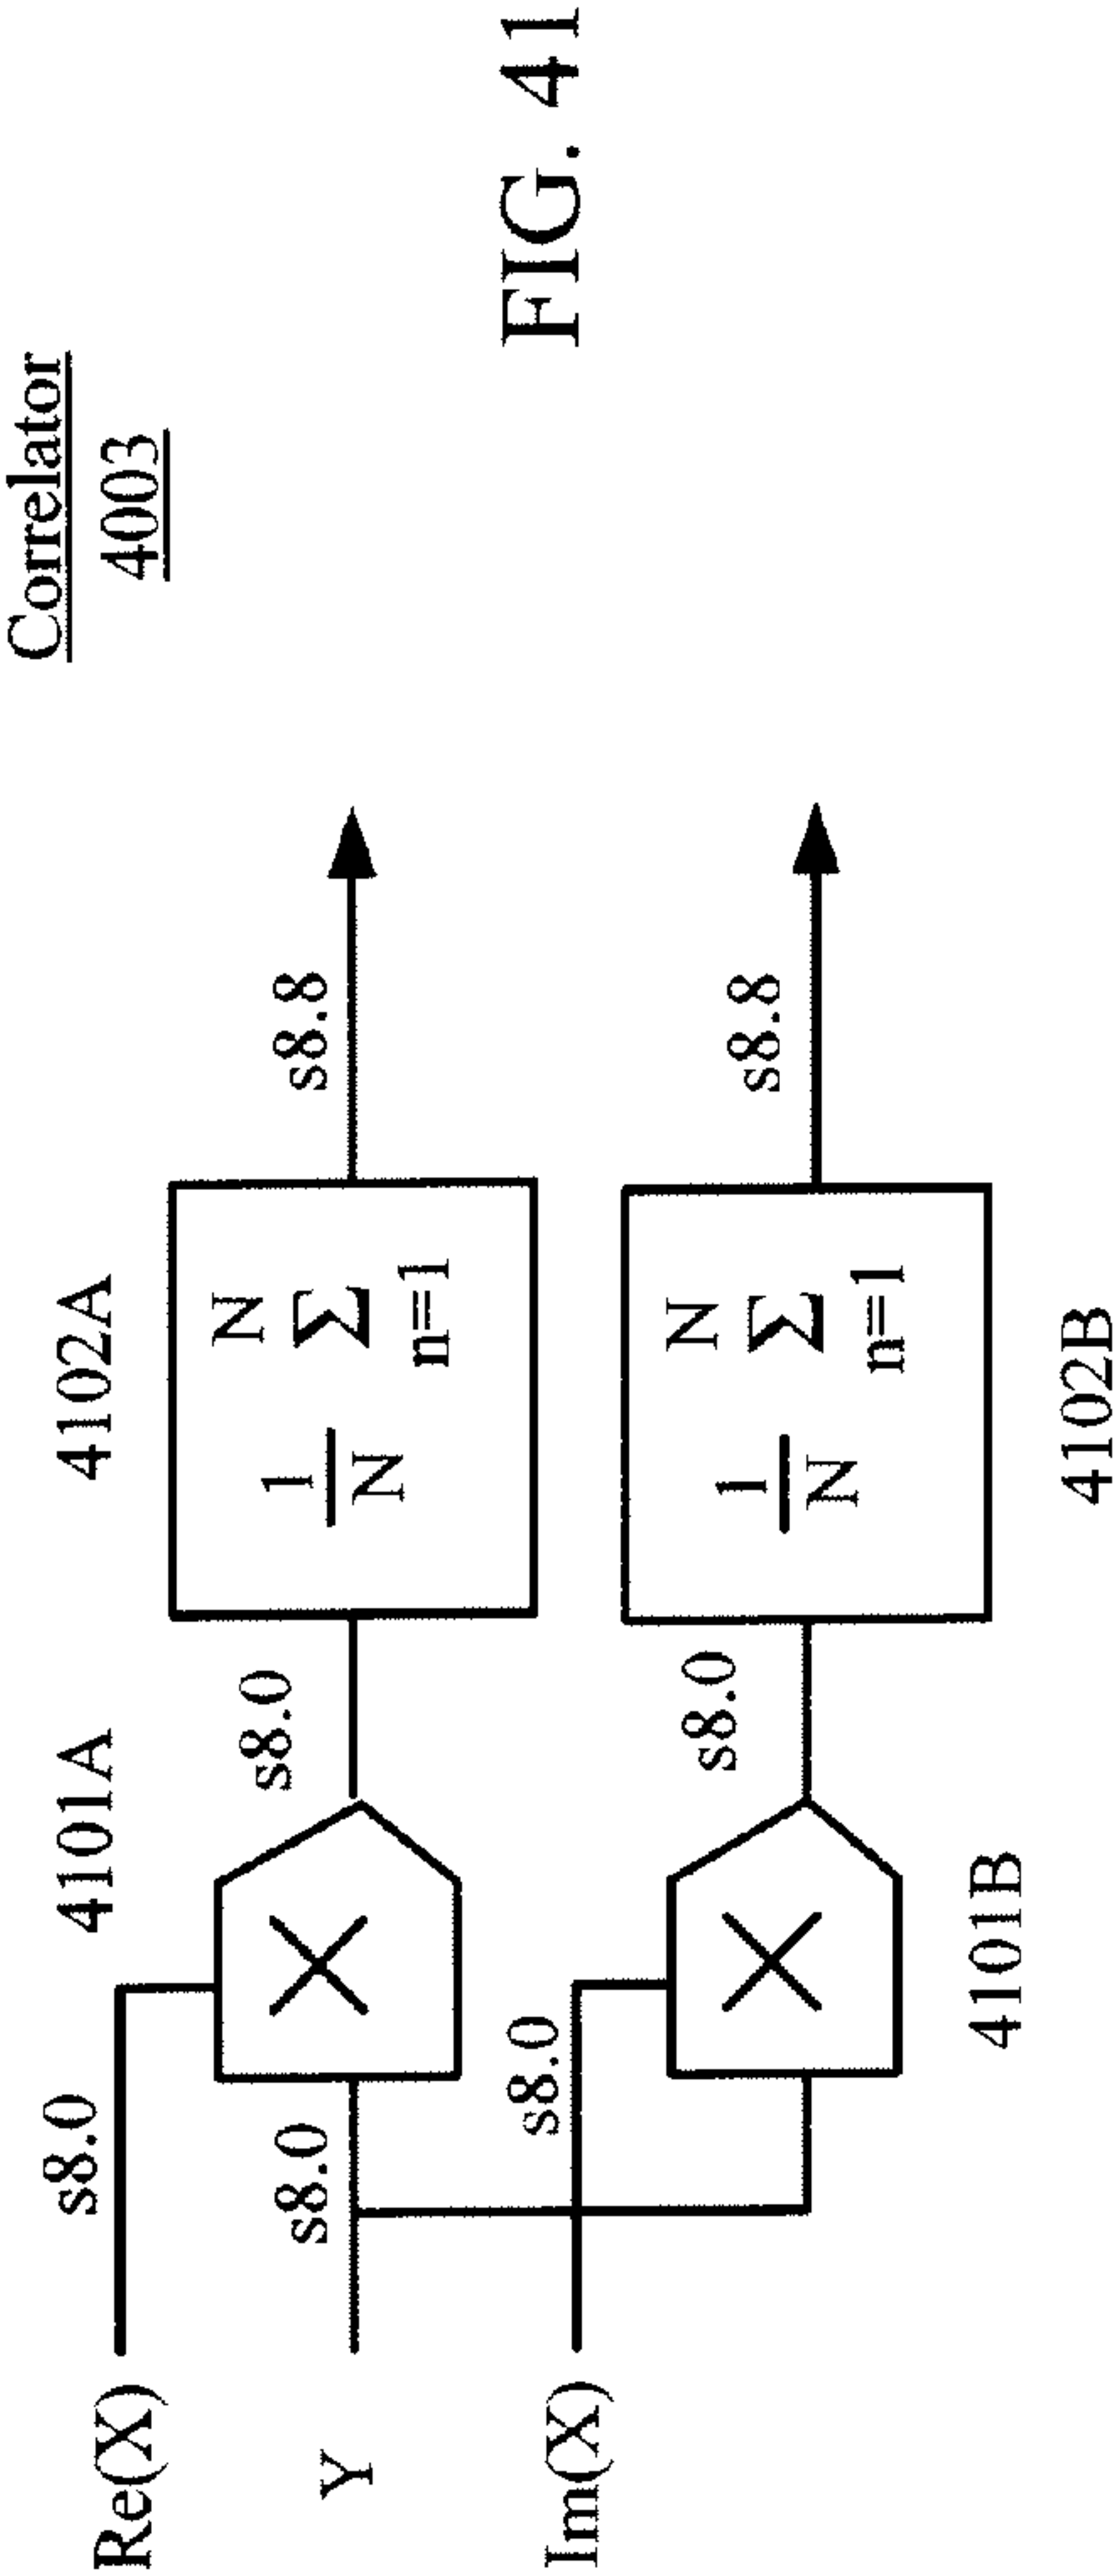 Correlator
4003
4101A
4102A
Re(X)
s8.0
s8.0
1
N
N
Σ
n=1
s8.8
Y
s8.0
Im(X)
s8.0
s8.0
1
N
N
Σ
n=1
s8.8
4101B
4102B
FIG. 41